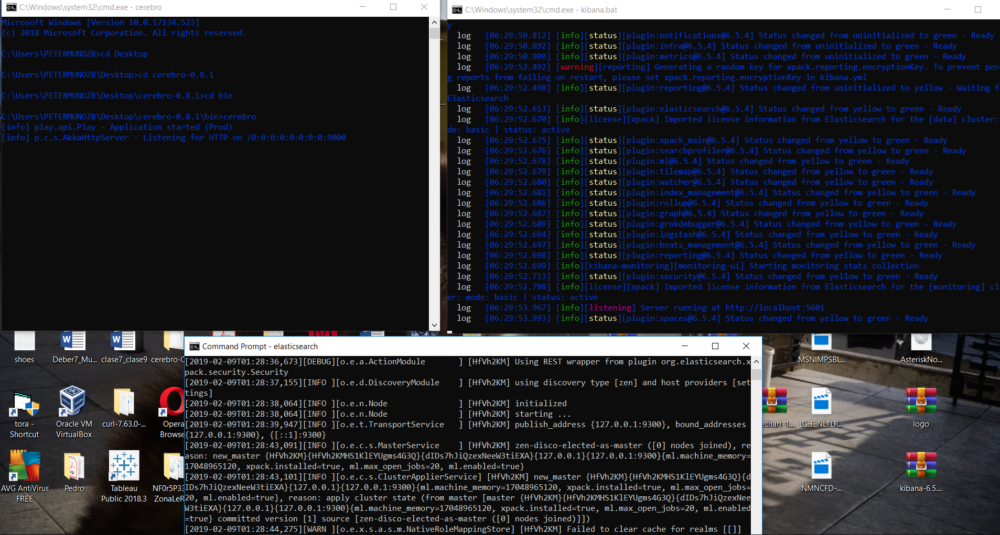 C:\Windows\system32\cmd.exe - cerebro
Microsoft Windows [Version 10.0.17134.523]
(c) 2018 Microsoft Corporation. All rights reserved.
C:\Users\PETERMUNOZB>cd Desktop
C:\Users\PETERMUNOZB\Desktop>cd cerebro-0.8.1
C:\Users\PETERMUNOZB\Desktop\cerebro-0.8.1>cd bin
C:\Users\PETERMUNOZB\Desktop\cerebro-0.8.1\bin>cerebro
[info] play.api.Play - Application started (Prod)
[info] p.c.s.AkkaHttpServer - Listening for HTTP on /0:0:0:0:0:0:0:0:9000
C:\Windows\system32\cmd.exe - kibana.bat
y
log [06:29:50.812] [info][status][plugin:notifications@6.5.4] Status changed from uninitialized to green - Ready
log [06:29:50.892] [info][status][plugin:infra@6.5.4] Status changed from uninitialized to green - Ready
log [06:29:50.900] [info][status][plugin:metrics@6.5.4] Status changed from uninitialized to green - Ready
log [06:29:52.492] [warning][reporting] Generating a random key for xpack.reporting.encryptionKey. To prevent pen
g reports from failing on restart, please set xpack.reporting.encryptionKey in kibana.yml
log [06:29:52.498] [info][status][plugin:reporting@6.5.4] Status changed from uninitialized to yellow - Waiting f
Elasticsearch
log [06:29:52.613] [info][status][plugin:elasticsearch@6.5.4] Status changed from yellow to green - Ready
log [06:29:52.670] [info][license][xpack] Imported license information from Elasticsearch for the [data] cluster:
de: basic | status: active
log [06:29:52.675] [info][status][plugin:xpack_main@6.5.4] Status changed from yellow to green - Ready
log [06:29:52.676] [info][status][plugin:searchprofiler@6.5.4] Status changed from yellow to green - Ready
log [06:29:52.678] [info][status][plugin:ml@6.5.4] Status changed from yellow to green - Ready
log [06:29:52.679] [info][status][plugin:tilemap@6.5.4] Status changed from yellow to green - Ready
log [06:29:52.680] [info][status][plugin:watcher@6.5.4] Status changed from yellow to green - Ready
log [06:29:52.681] [info][status][plugin:index_management@6.5.4] Status changed from yellow to green - Ready
log [06:29:52.686] [info][status][plugin:rollup@6.5.4] Status changed from yellow to green - Ready
log [06:29:52.687] [info][status][plugin:graph@6.5.4] Status changed from yellow to green - Ready
log [06:29:52.689] [info][status][plugin:grokdebugger@6.5.4] Status changed from yellow to green - Ready
log [06:29:52.694] [info][status][plugin:logstash@6.5.4] Status changed from yellow to green - Ready
log [06:29:52.697] [info][status][plugin:beats_management@6.5.4] Status changed from yellow to green - Ready
log [06:29:52.698] [info][status][plugin:reporting@6.5.4] Status changed from yellow to green - Ready
log [06:29:52.699] [info][kibana-monitoring][monitoring-ui] Starting monitoring stats collection
log [06:29:52.713] [info][status][plugin:security@6.5.4] Status changed from yellow to green - Ready
log [06:29:52.798] [info][license][xpack] Imported license information from Elasticsearch for the [monitoring] cl
er: mode: basic | status: active
log [06:29:53.967] [info][listening] Server running at http://localhost:5601
log [06:29:53.993] [info][status][plugin:spaces@6.5.4] Status changed from yellow to green - Ready
Command Prompt - elasticsearch
[2019-02-09T01:28:36,673][DEBUG][o.e.a.ActionModule ] [HfVh2KM] Using REST wrapper from plugin org.elasticsearch.x
pack.security.Security
[2019-02-09T01:28:37,155][INFO ][o.e.d.DiscoveryModule ] [HfVh2KM] using discovery type [zen] and host providers [set
tings]
[2019-02-09T01:28:38,064][INFO ][o.e.n.Node ] [HfVh2KM] initialized
[2019-02-09T01:28:38,064][INFO ][o.e.n.Node ] [HfVh2KM] starting ...
[2019-02-09T01:28:39,947][INFO ][o.e.t.TransportService ] [HfVh2KM] publish_address {127.0.0.1:9300}, bound_addresses
{127.0.0.1:9300}, {[::1]:9300}
[2019-02-09T01:28:43,091][INFO ][o.e.c.s.MasterService ] [HfVh2KM] zen-disco-elected-as-master ([0] nodes joined), re
ason: new_master {HfVh2KM}{HfVh2KMHS1KlEYUgms4G3Q}{dIDs7hJiQzexNeeW3tiEXA}{127.0.0.1}{127.0.0.1:9300}{ml.machine_memory=
17048965120, xpack.installed=true, ml.max_open_jobs=20, ml.enabled=true}
[2019-02-09T01:28:43,101][INFO ][o.e.c.s.ClusterApplierService] [HfVh2KM] new_master {HfVh2KM}{HfVh2KMHS1KlEYUgms4G3Q}{d
IDs7hJiQzexNeeW3tiEXA}{127.0.0.1}{127.0.0.1:9300}{ml.machine_memory=17048965120, xpack.installed=true, ml.max_open_jobs=
20, ml.enabled=true}, reason: apply cluster state (from master [master {HfVh2KM}{HfVh2KMHS1KlEYUgms4G3Q}{dIDs7hJiQzexNee
W3tiEXA}{127.0.0.1}{127.0.0.1:9300}{ml.machine_memory=17048965120, xpack.installed=true, ml.max_open_jobs=20, ml.enabled
=true} committed version [1] source [zen-disco-elected-as-master ([0] nodes joined)]])
[2019-02-09T01:28:44,275][WARN ][o.e.x.s.a.s.m.NativeRoleMappingStore] [HfVh2KM] Failed to clear cache for realms [[]]
shoes
Deber7_Mu...
clase7_clase9
cerebro-0
MSNIMPSBL...
AsteriskNo...
tora -
Shortcut
Oracle VM
VirtualBox
curl-7.63.0-...
Opera
Browse
echart-1....
LCHENLTLR...
logo
AVG AntiVirus
FREE
Pedro
Tableau
Public 2018.3
NF0r5P33
ZonaLeR
NMNCFD-...
kibana-6.5....